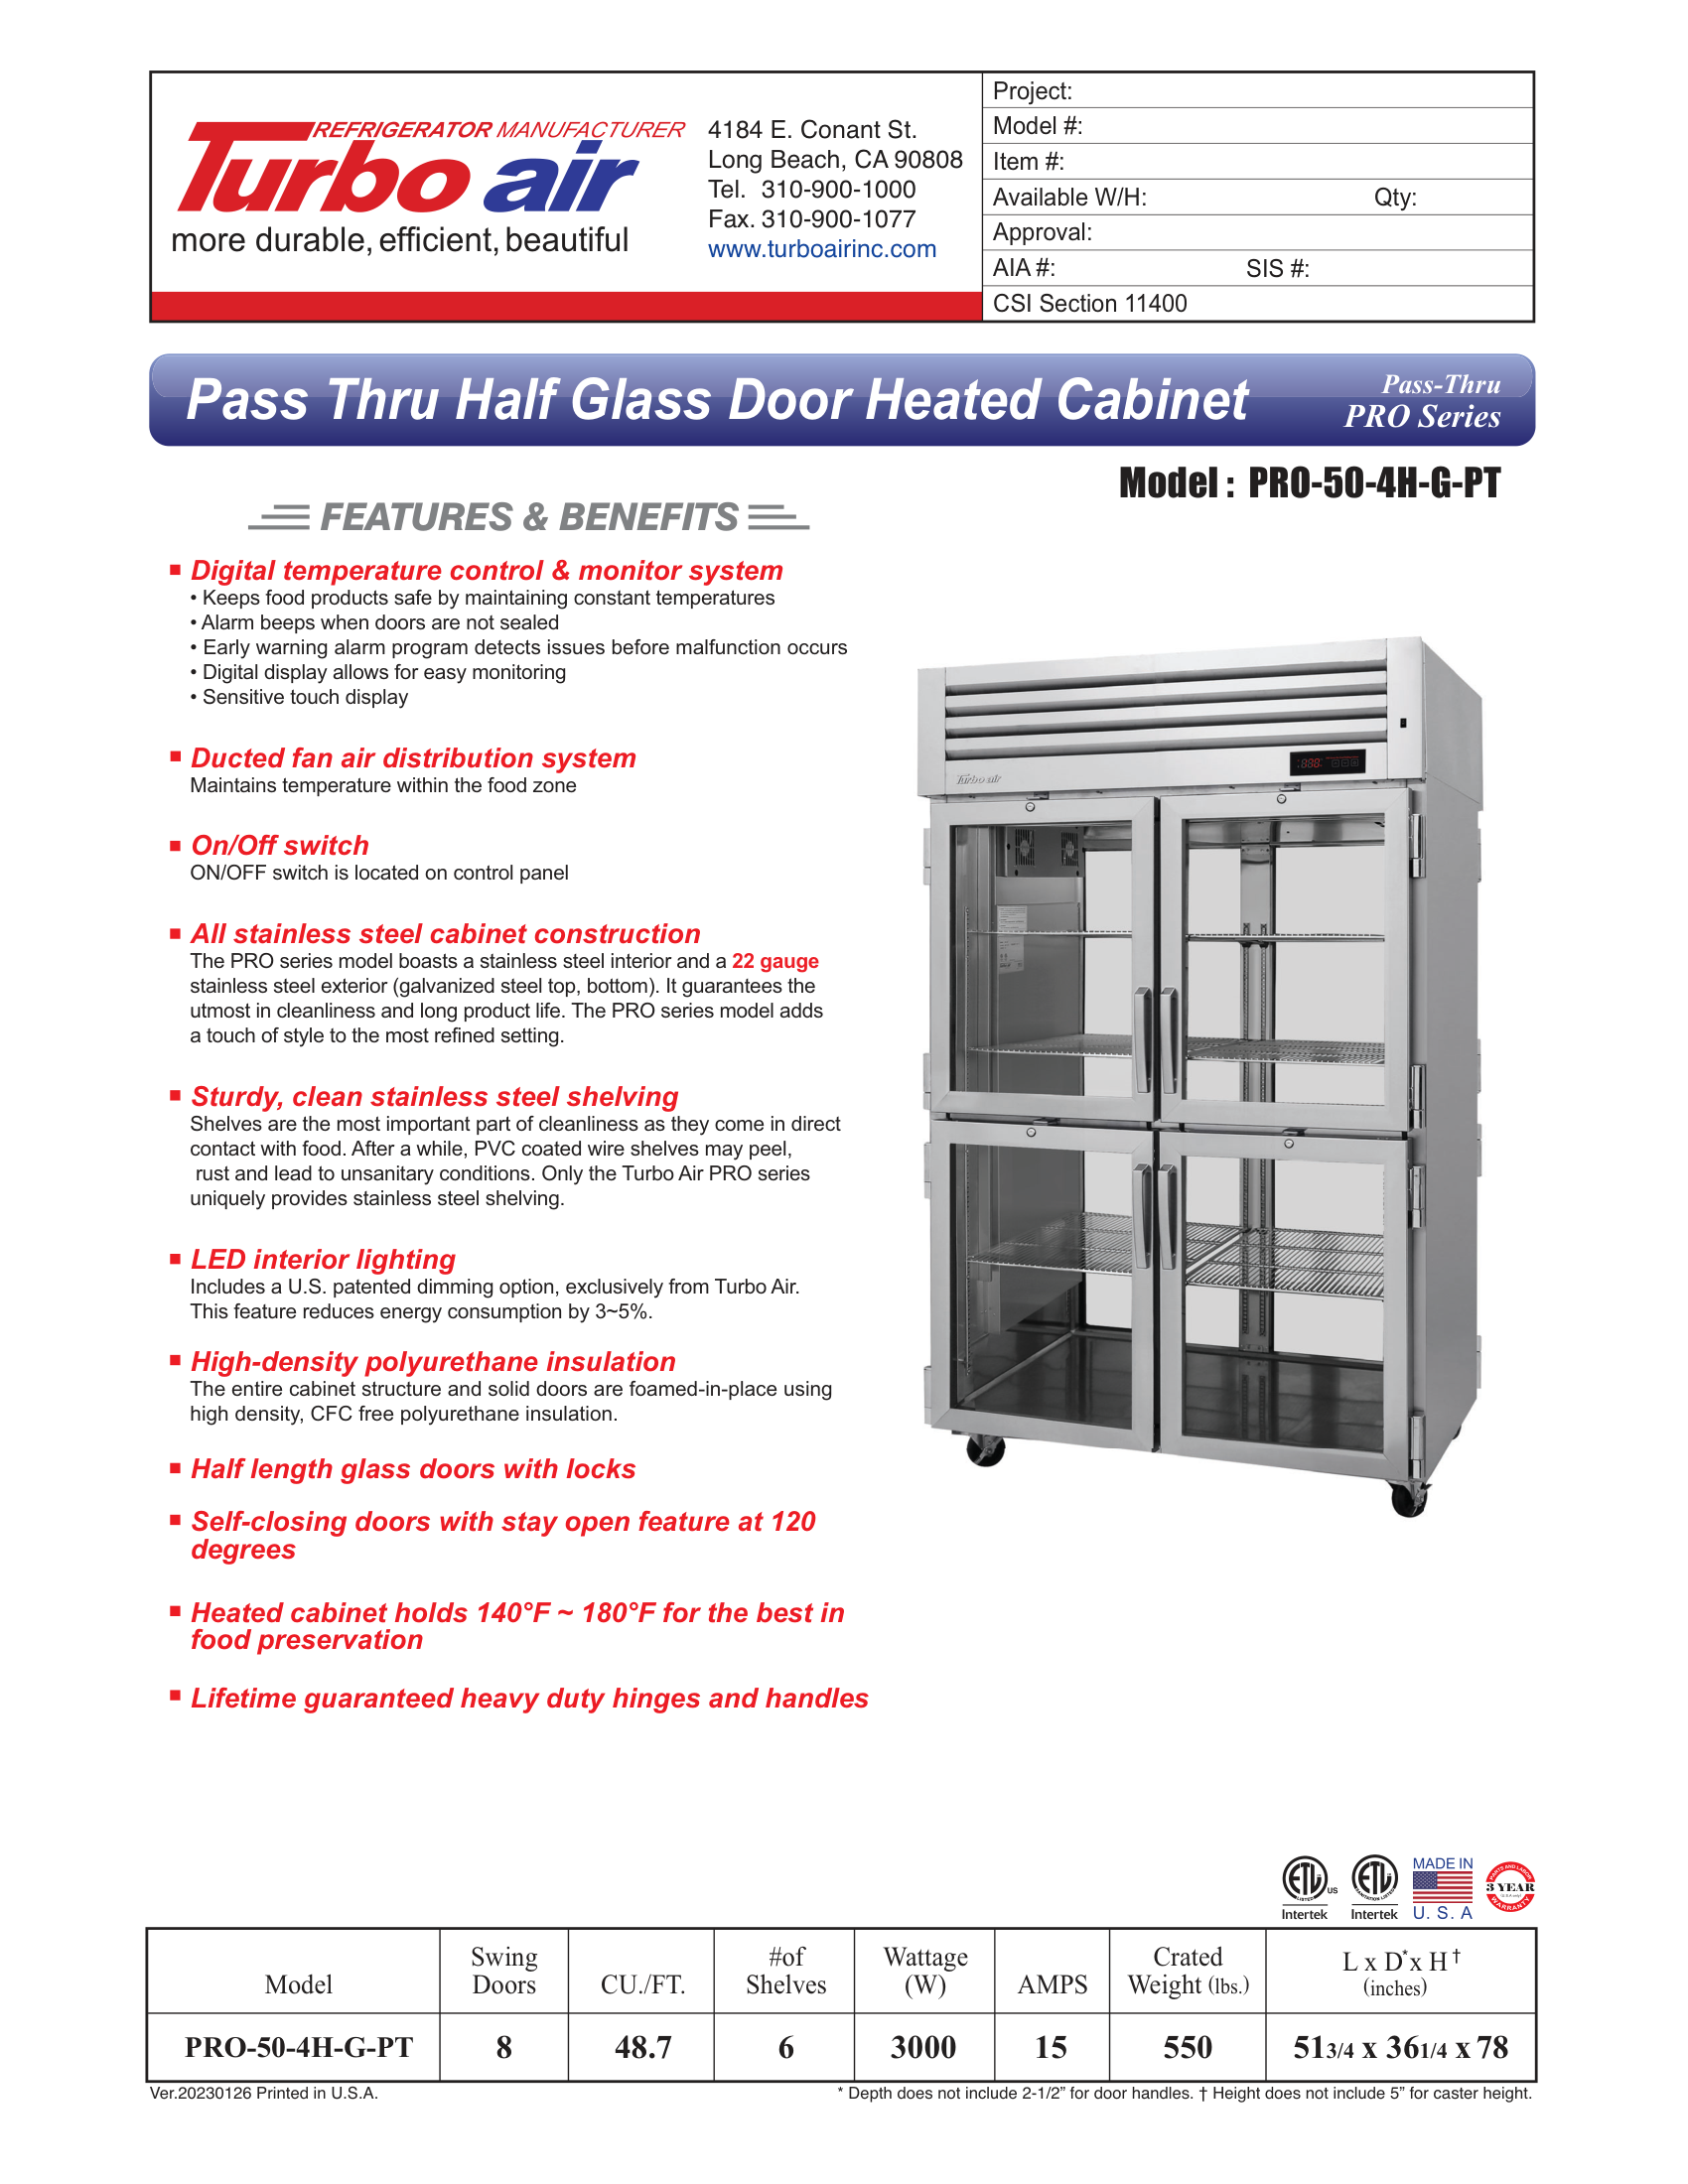 REFRIGERATOR MANUFACTURER
Turbo air
more durable, efficient, beautiful
4184 E. Conant St.
Long Beach, CA 90808
Tel. 310-900-1000
Fax. 310-900-1077
www.turboairinc.com
Project:
Model #:
Item #:
Available W/H: Qty:
Approval:
AIA #: SIS #:
CSI Section 11400
Pass Thru Half Glass Door Heated Cabinet
Pass-Thru
PRO Series
Model : PRO-50-4H-G-PT
FEATURES & BENEFITS
Digital temperature control & monitor system
• Keeps food products safe by maintaining constant temperatures
• Alarm beeps when doors are not sealed
• Early warning alarm program detects issues before malfunction occurs
• Digital display allows for easy monitoring
• Sensitive touch display
Ducted fan air distribution system
Maintains temperature within the food zone
On/Off switch
ON/OFF switch is located on control panel
All stainless steel cabinet construction
The PRO series model boasts a stainless steel interior and a 22 gauge
stainless steel exterior (galvanized steel top, bottom). It guarantees the
utmost in cleanliness and long product life. The PRO series model adds
a touch of style to the most refined setting.
Sturdy, clean stainless steel shelving
Shelves are the most important part of cleanliness as they come in direct
contact with food. After a while, PVC coated wire shelves may peel,
rust and lead to unsanitary conditions. Only the Turbo Air PRO series
uniquely provides stainless steel shelving.
LED interior lighting
Includes a U.S. patented dimming option, exclusively from Turbo Air.
This feature reduces energy consumption by 3~5%.
High-density polyurethane insulation
The entire cabinet structure and solid doors are foamed-in-place using
high density, CFC free polyurethane insulation.
Half length glass doors with locks
Self-closing doors with stay open feature at 120
degrees
Heated cabinet holds 140°F ~ 180°F for the best in
food preservation
Lifetime guaranteed heavy duty hinges and handles
Turbo air
ETL LISTED US
Intertek
ETL SANITATION LISTED
Intertek
MADE IN
U. S. A
PARTS AND LABOR
3 YEAR
WARRANTY
Model Swing Doors CU./FT. #of Shelves Wattage (W) AMPS Crated Weight (lbs.) L x D* x H† (inches)
PRO-50-4H-G-PT 8 48.7 6 3000 15 550 51 3/4 x 36 1/4 x 78
Ver.20230126 Printed in U.S.A.
* Depth does not include 2-1/2” for door handles. † Height does not include 5” for caster height.